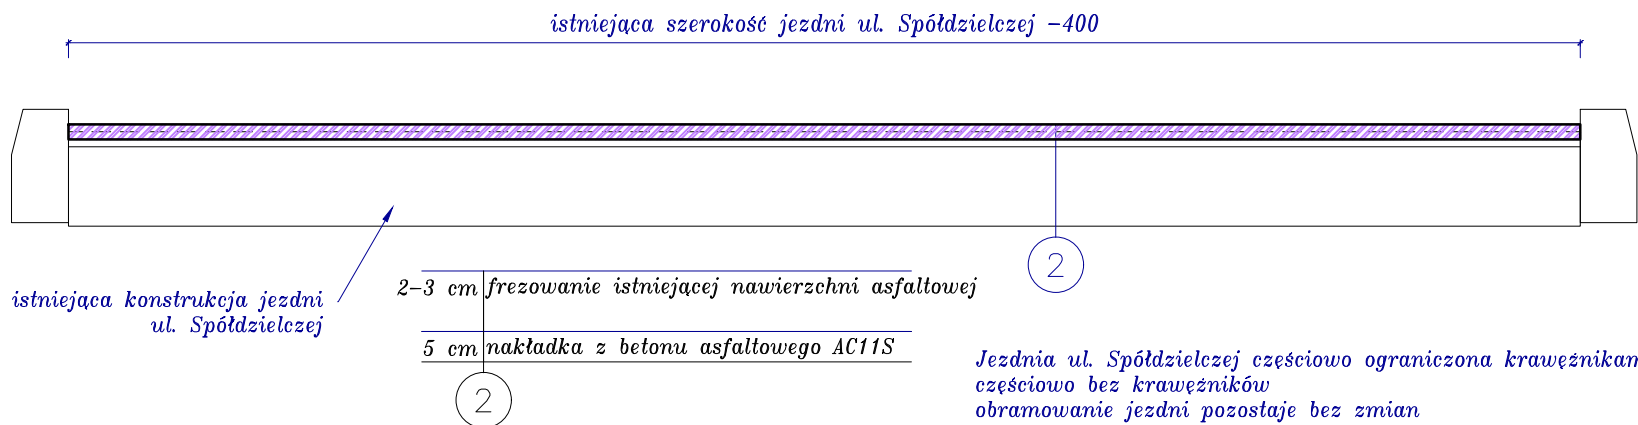 istniejąca szerokość jezdni ul. Spółdzielczej -400
2
istniejąca konstrukcja jezdni
ul. Spółdzielczej
2-3 cm frezowanie istniejącej nawierzchni asfaltowej
5 cm nakładka z betonu asfaltowego AC11S
2
Jezdnia ul. Spółdzielczej częściowo ograniczona
częściowo bez krawężników
obramowanie jezdni pozostaje bez zmian